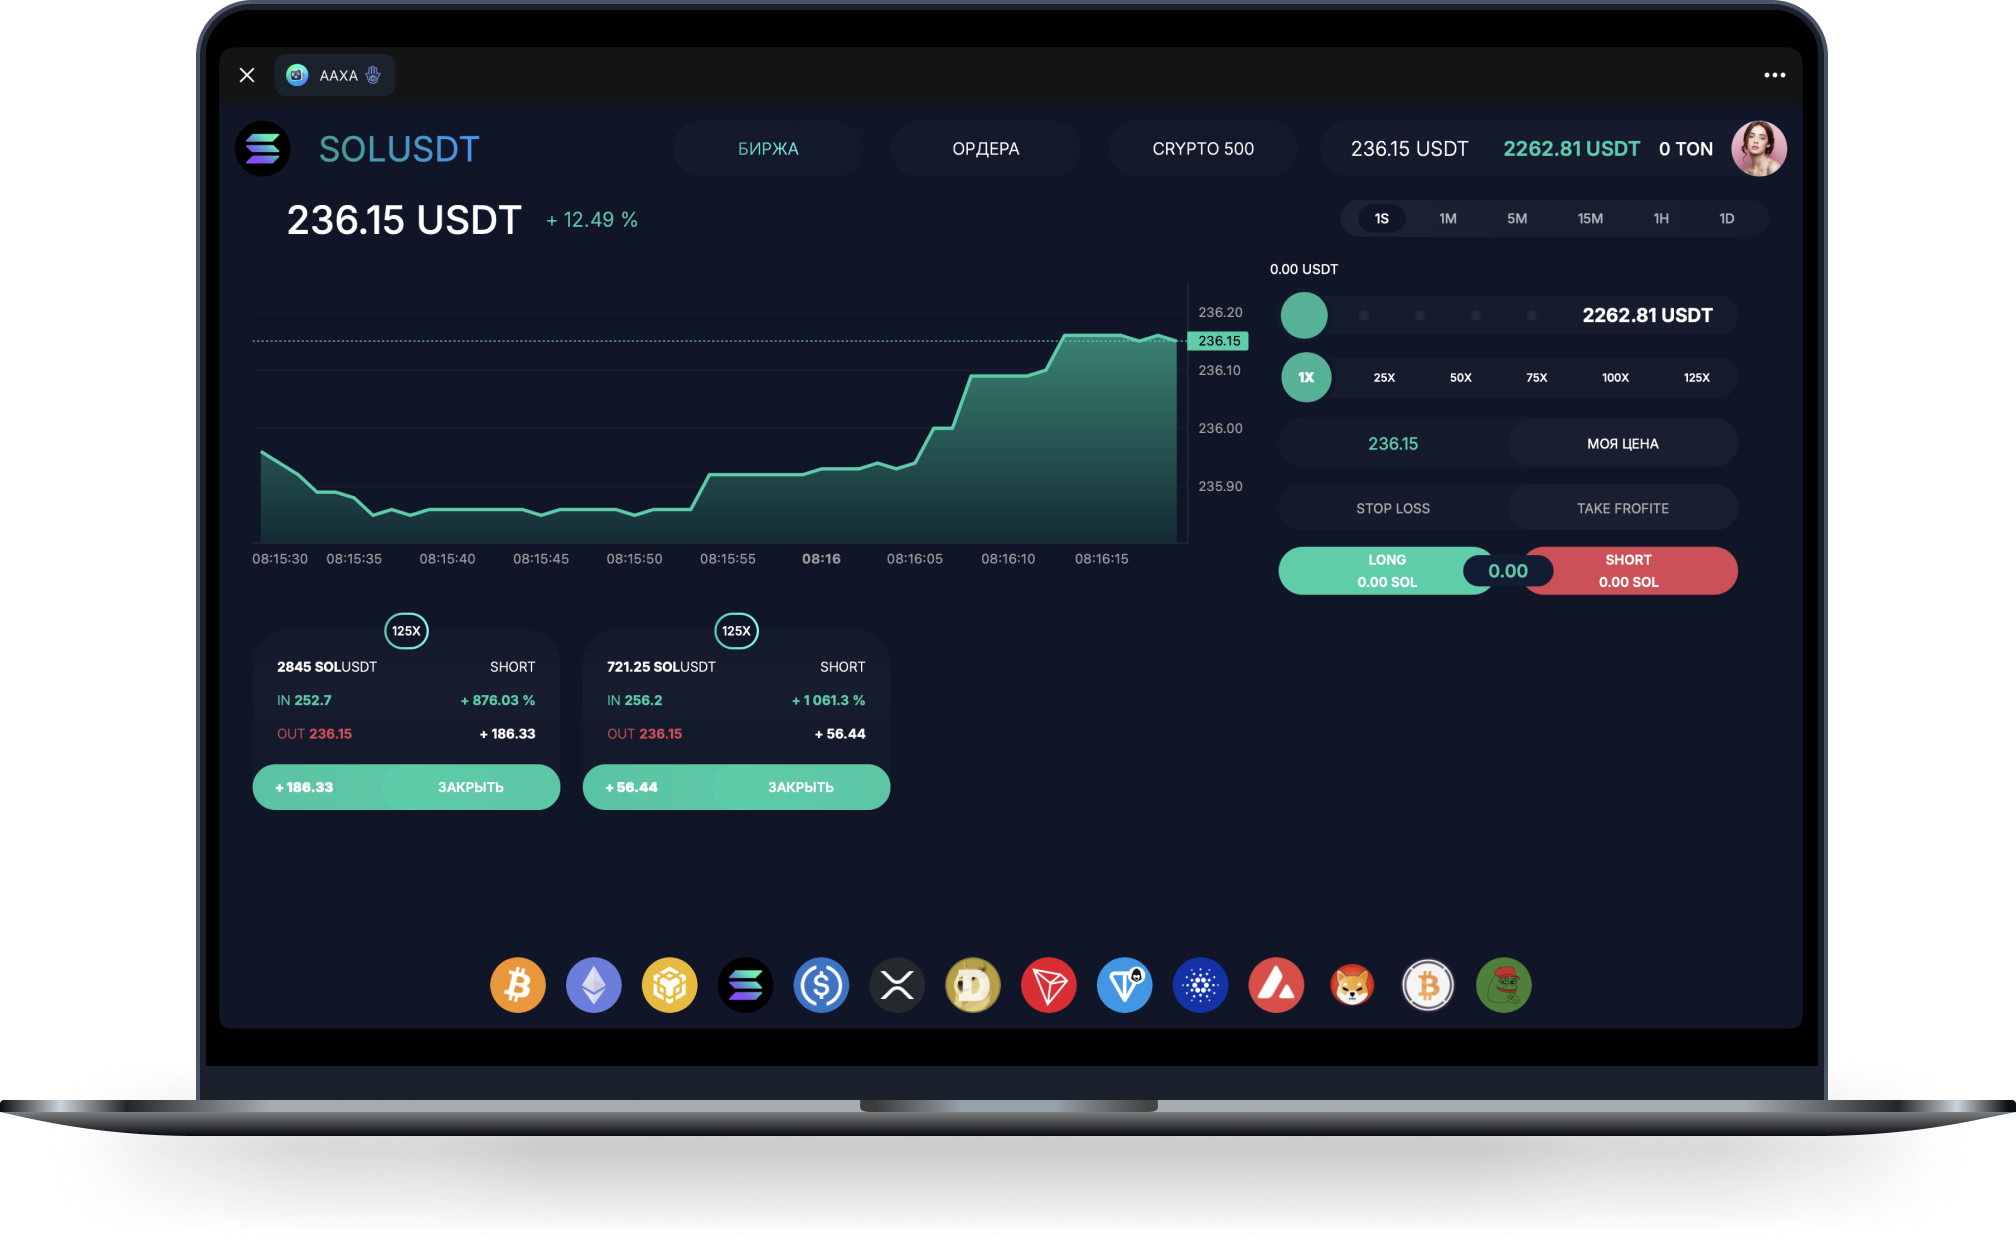 AAXA
SOLUSDT
БИРЖА
ОРДЕРА
CRYPTO 500
236.15 USDT
2262.81 USDT
0 TON
236.15 USDT
+ 12.49 %
1S
1M
5M
15M
1H
1D
0.00 USDT
2262.81 USDT
236.20
236.15
236.10
236.00
235.90
1X
25X
50X
75X
100X
125X
236.15
МОЯ ЦЕНА
STOP LOSS
TAKE FROFITE
LONG
0.00 SOL
0.00
SHORT
0.00 SOL
08:15:30
08:15:35
08:15:40
08:15:45
08:15:50
08:15:55
08:16
08:16:05
08:16:10
08:16:15
125X
2845 SOLUSDT
SHORT
IN 252.7
+ 876.03 %
OUT 236.15
+ 186.33
+ 186.33
ЗАКРЫТЬ
125X
721.25 SOLUSDT
SHORT
IN 256.2
+ 1 061.3 %
OUT 236.15
+ 56.44
+ 56.44
ЗАКРЫТЬ